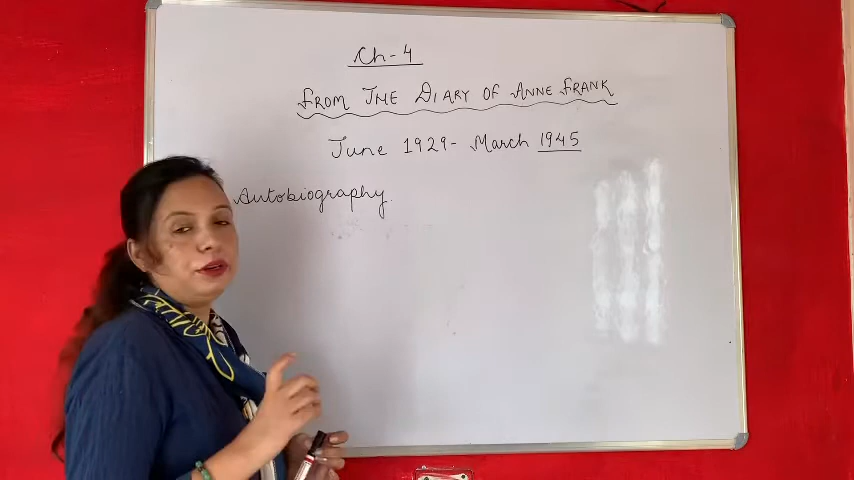 Ch-4
FROM THE DIARY OF ANNE FRANK
June 1929- March 1945
Autobiography.